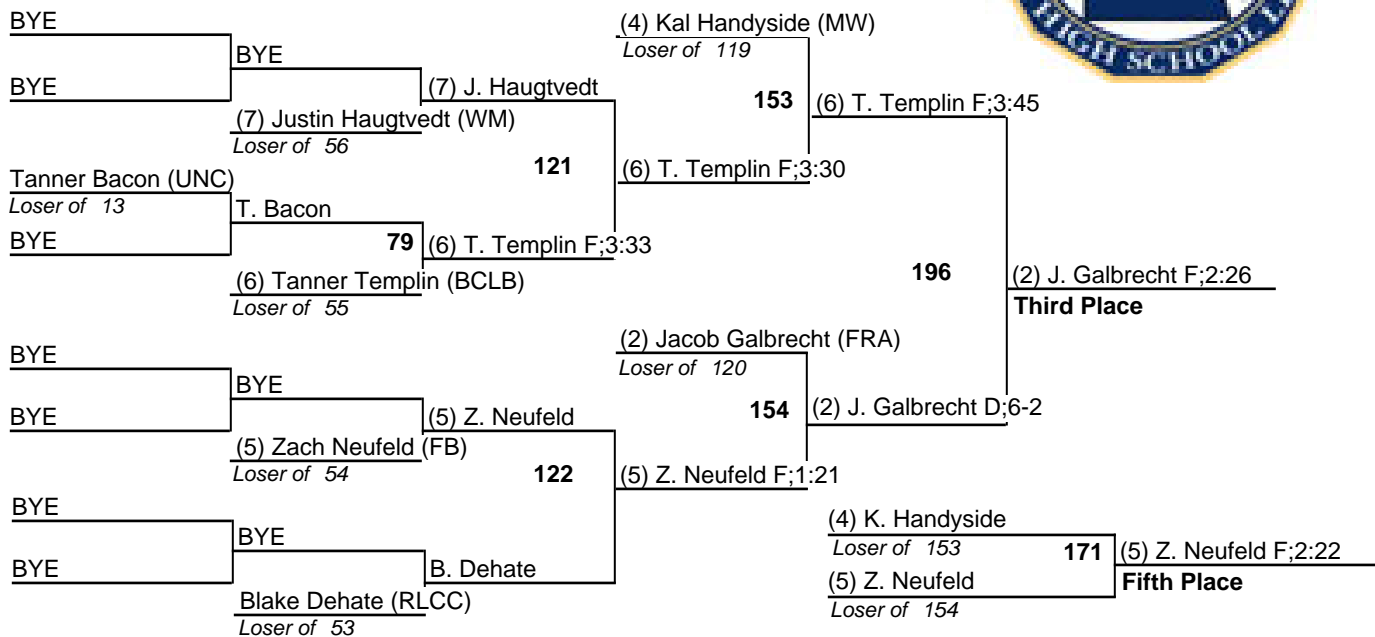 BYE
BYE
BYE
(7) Justin Haugtvedt (WM)
Loser of 56
(7) J. Haugtvedt
121
Tanner Bacon (UNC)
Loser of 13
BYE
T. Bacon
79
(6) Tanner Templin (BCLB)
Loser of 55
(6) T. Templin F;3:33
(4) Kal Handyside (MW)
Loser of 119
153
(6) T. Templin F;3:30
(6) T. Templin F;3:45
196
BYE
BYE
BYE
(5) Zach Neufeld (FB)
Loser of 54
(5) Z. Neufeld
122
BYE
BYE
BYE
Blake Dehate (RLCC)
Loser of 53
B. Dehate
(2) Jacob Galbrecht (FRA)
Loser of 120
154
(5) Z. Neufeld F;1:21
(2) J. Galbrecht D;6-2
(2) J. Galbrecht F;2:26
Third Place
(4) K. Handyside
Loser of 153
171
(5) Z. Neufeld
Loser of 154
(5) Z. Neufeld F;2:22
Fifth Place
HIGH SCHOOL